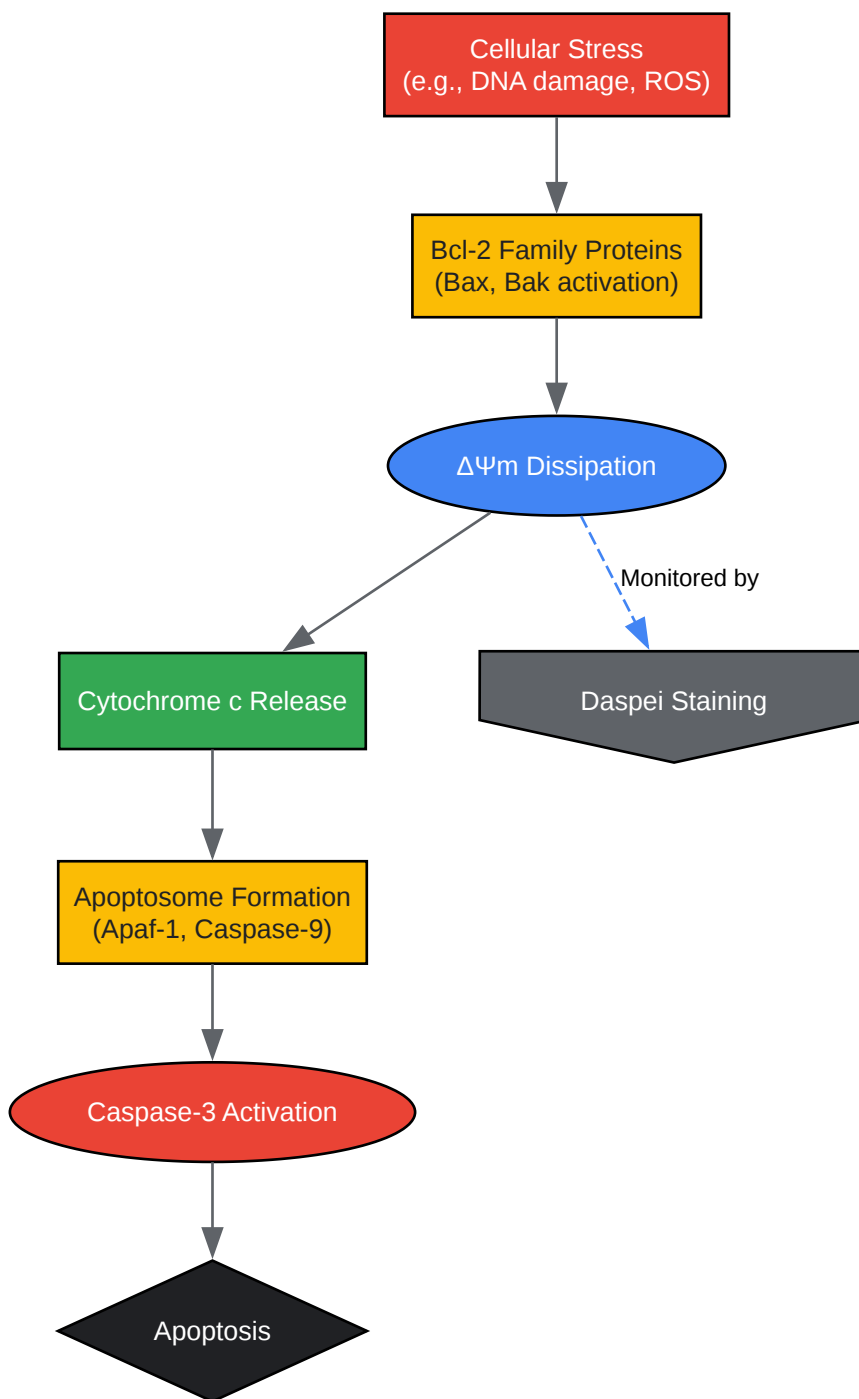 Cellular Stress
(e.g., DNA damage, ROS)
Bcl-2 Family Proteins
(Bax, Bak activation)
ΔΨm Dissipation
Monitored by
Cytochrome c Release
Daspei Staining
Apoptosome Formation
(Apaf-1, Caspase-9)
Caspase-3 Activation
Apoptosis